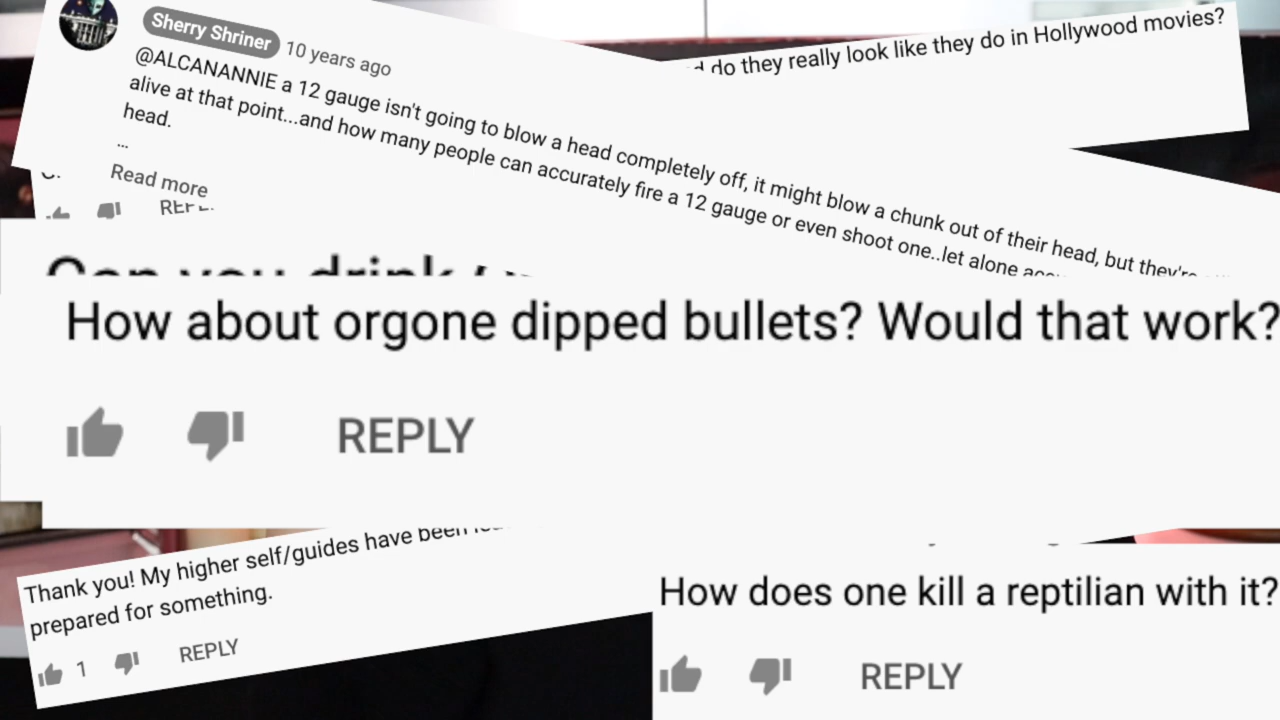 Sherry Shriner 10 years ago
@ALCANANNIE a 12 gauge isn't going to blow a head completely off, it might blow a chunk out of their head, but they're
alive at that point...and how many people can accurately fire a 12 gauge or even shoot one..let alone
head.
...
Read more
do they really look like they do in Hollywood movies?
REPL
Can you drink
How about orgone dipped bullets? Would that work?
REPLY
Thank you! My higher self/guides have been
prepared for something.
1 REPLY
How does one kill a reptilian with it?
REPLY